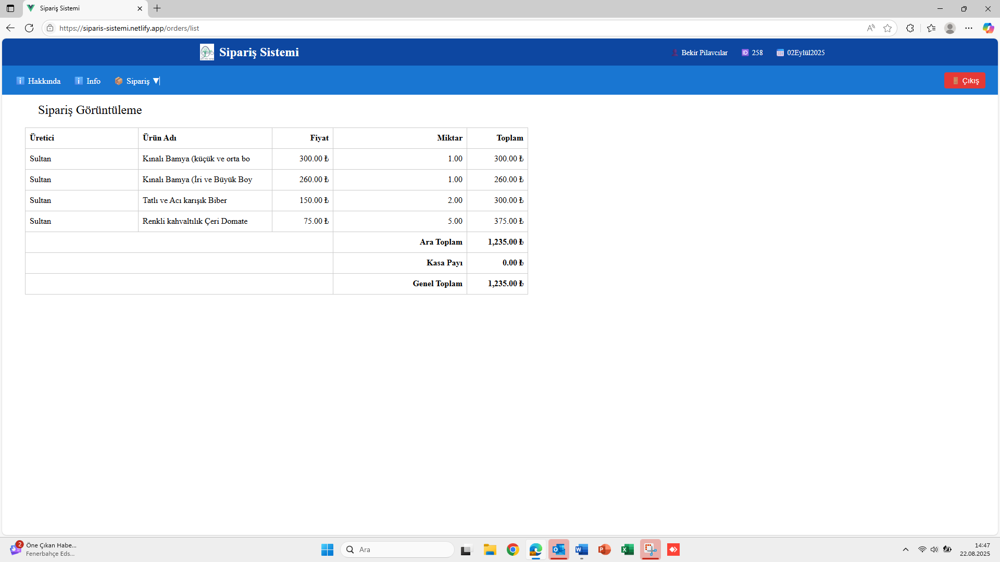 Sipariş Sistemi
https://siparis-sistemi.netlify.app/orders/list
Sipariş Sistemi
Bekir Pilavcılar
ID 258
02Eylül2025
Hakkında
Info
Sipariş ▼
Çıkış
Sipariş Görüntüleme
Üretici Ürün Adı Fiyat Miktar Toplam
Sultan Kınalı Bamya (küçük ve orta bo 300.00 ₺ 1.00 300.00 ₺
Sultan Kınalı Bamya (İri ve Büyük Boy 260.00 ₺ 1.00 260.00 ₺
Sultan Tatlı ve Acı karışık Biber 150.00 ₺ 2.00 300.00 ₺
Sultan Renkli kahvaltılık Çeri Domate 75.00 ₺ 5.00 375.00 ₺
Ara Toplam 1,235.00 ₺
Kasa Payı 0.00 ₺
Genel Toplam 1,235.00 ₺
2
Öne Çıkan Habe...
Fenerbahçe Eds...
Ara
14:47
22.08.2025